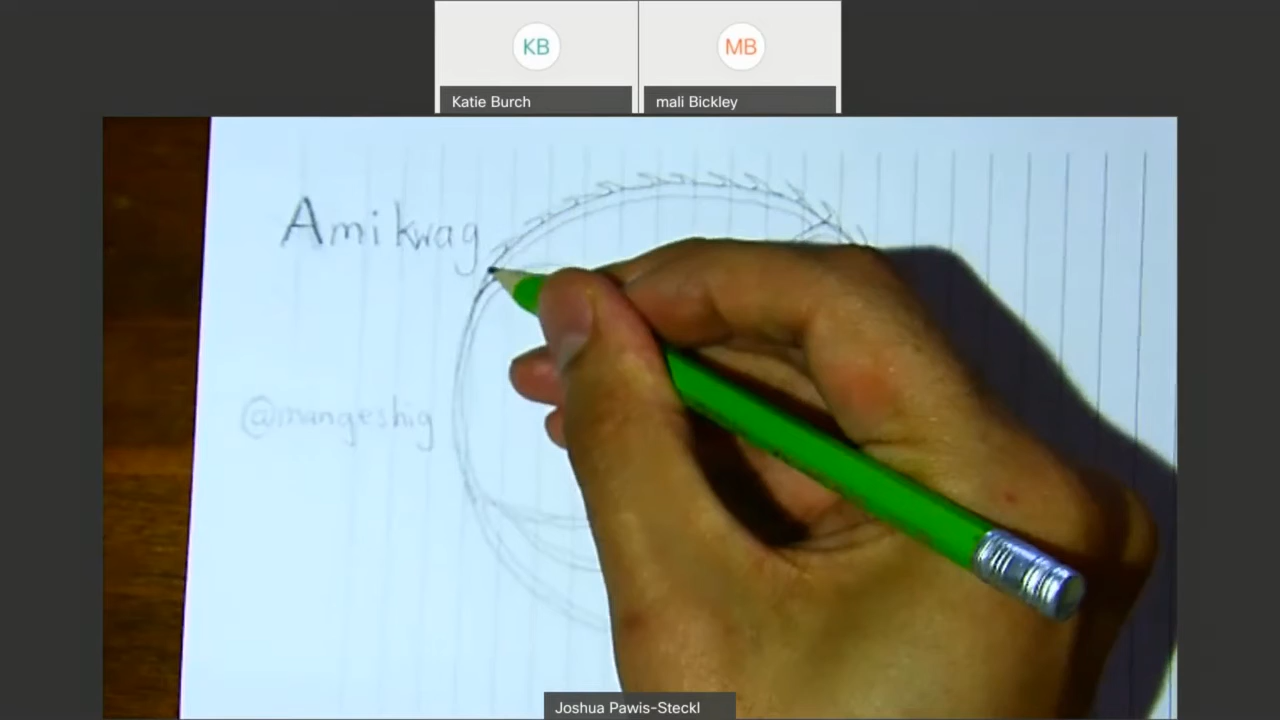 KB
MB
Katie Burch
mali Bickley
Amikwag
@mangeshig
Joshua Pawis-Steckl